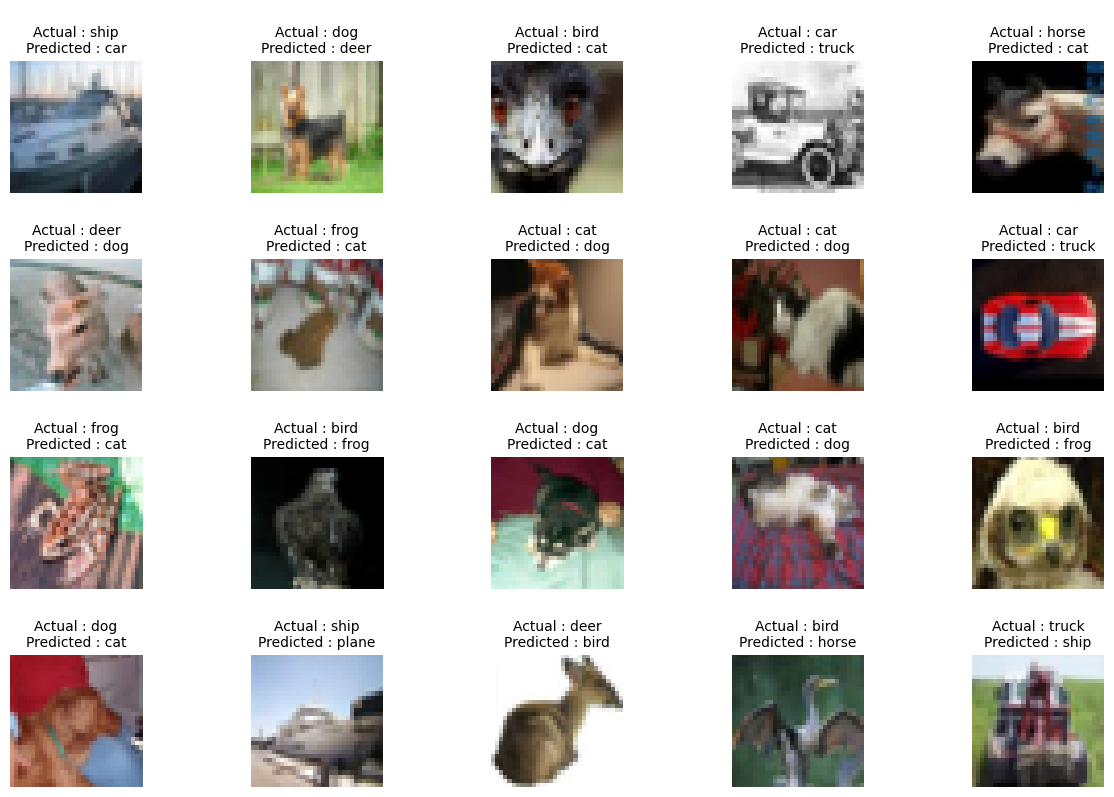 Actual : ship
Predicted : car
Actual : dog
Predicted : deer
Actual : bird
Predicted : cat
Actual : car
Predicted : truck
Actual : horse
Predicted : cat
Actual : deer
Predicted : dog
Actual : frog
Predicted : cat
Actual : cat
Predicted : dog
Actual : cat
Predicted : dog
Actual : car
Predicted : truck
Actual : frog
Predicted : cat
Actual : bird
Predicted : frog
Actual : dog
Predicted : cat
Actual : cat
Predicted : dog
Actual : bird
Predicted : frog
Actual : dog
Predicted : cat
Actual : ship
Predicted : plane
Actual : deer
Predicted : bird
Actual : bird
Predicted : horse
Actual : truck
Predicted : ship